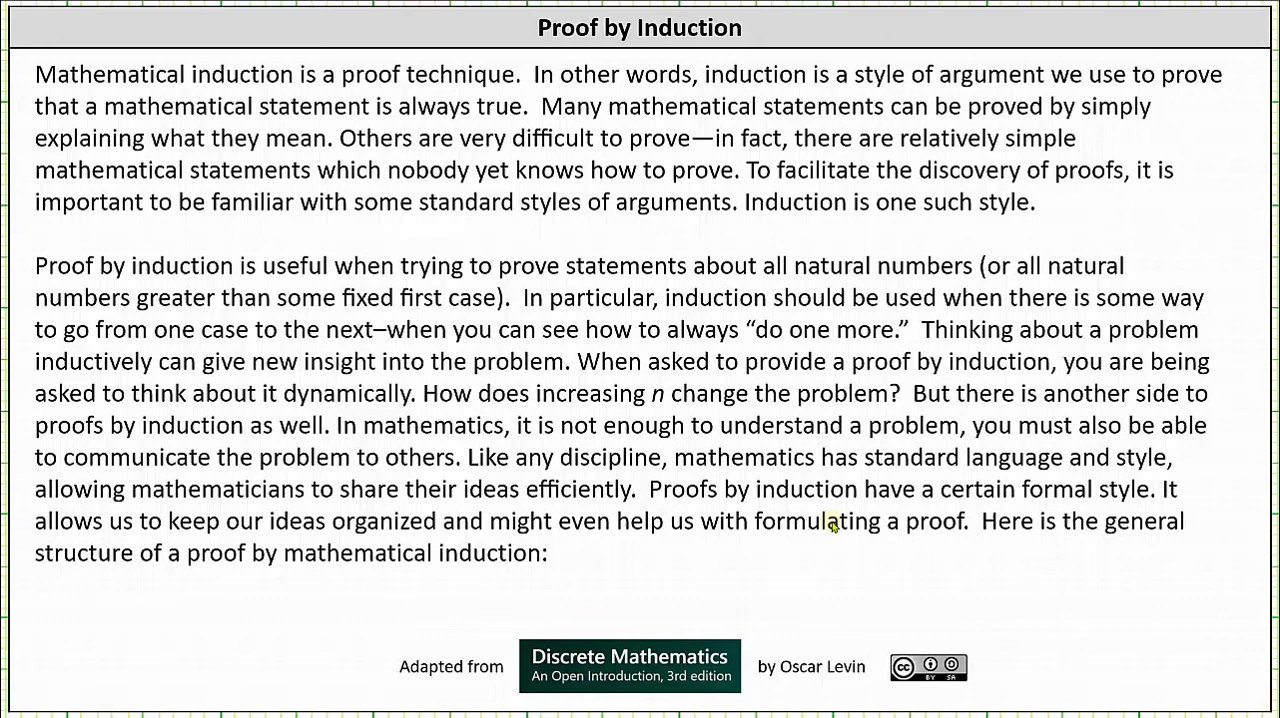 Proof by Induction
Mathematical induction is a proof technique.  In other words, induction is a style of argument we use to prove
that a mathematical statement is always true.  Many mathematical statements can be proved by simply
explaining what they mean. Others are very difficult to prove—in fact, there are relatively simple
mathematical statements which nobody yet knows how to prove. To facilitate the discovery of proofs, it is
important to be familiar with some standard styles of arguments. Induction is one such style.
Proof by induction is useful when trying to prove statements about all natural numbers (or all natural
numbers greater than some fixed first case).  In particular, induction should be used when there is some way
to go from one case to the next–when you can see how to always “do one more.”  Thinking about a problem
inductively can give new insight into the problem. When asked to provide a proof by induction, you are being
asked to think about it dynamically. How does increasing n change the problem?  But there is another side to
proofs by induction as well. In mathematics, it is not enough to understand a problem, you must also be able
to communicate the problem to others. Like any discipline, mathematics has standard language and style,
allowing mathematicians to share their ideas efficiently.  Proofs by induction have a certain formal style. It
allows us to keep our ideas organized and might even help us with formulating a proof.  Here is the general
structure of a proof by mathematical induction:
Adapted from Discrete Mathematics by Oscar Levin
An Open Introduction, 3rd edition
cc BY SA